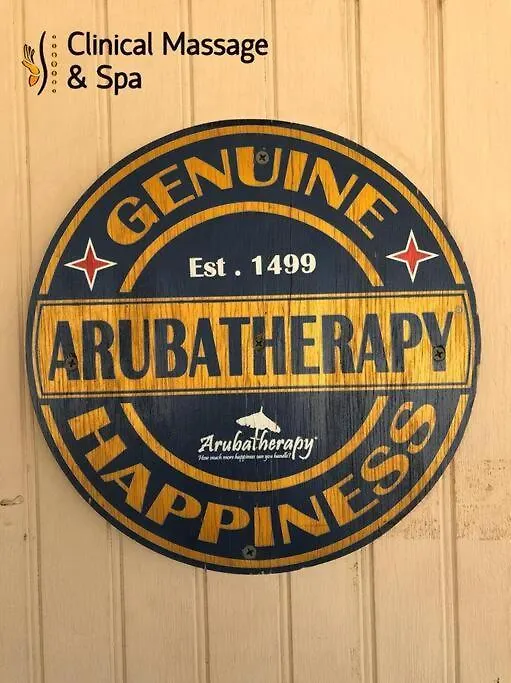 Clinical Massage
& Spa
GENUINE
Est . 1499
ARUBATHERAPY
Arubatherapy
How much more happiness can you handle?
HAPPINESS